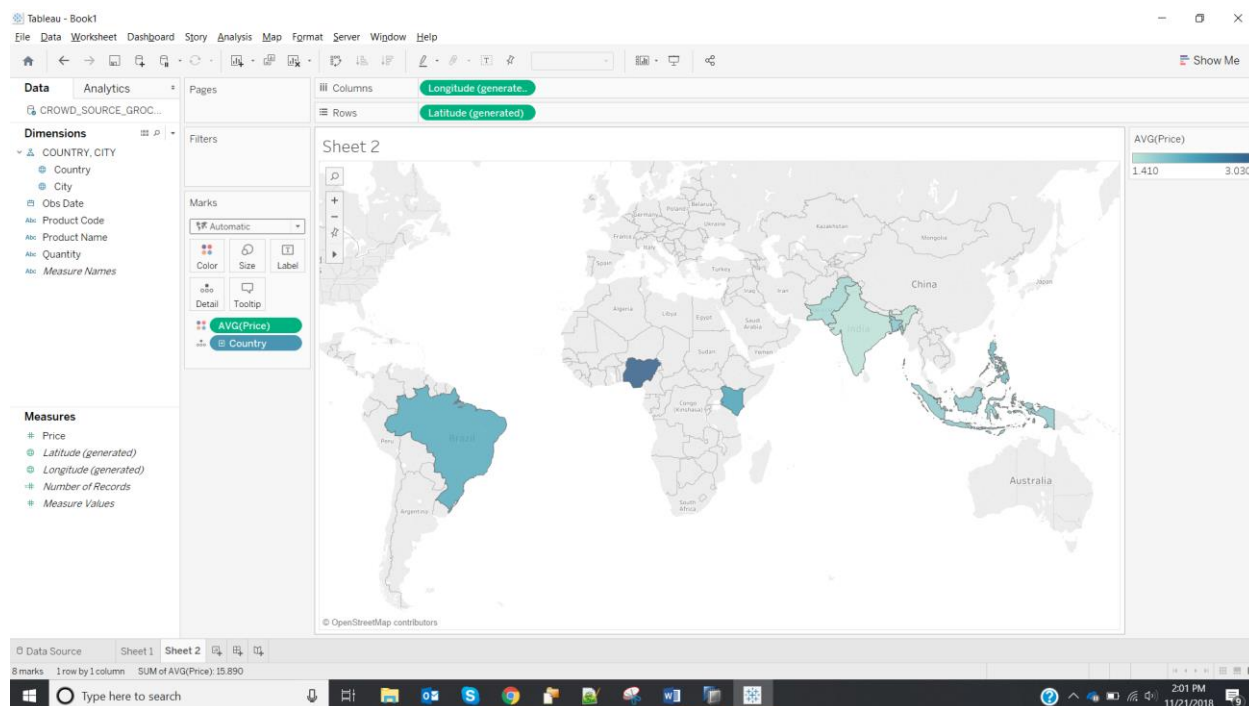 Tableau - Book1
File Data Worksheet Dashboard Story Analysis Map Format Server Window Help
Show Me
Data Analytics
CROWD_SOURCE_GROC...
Dimensions
COUNTRY, CITY
Country
City
Obs Date
Abc Product Code
Abc Product Name
Abc Quantity
Abc Measure Names
Measures
# Price
Latitude (generated)
Longitude (generated)
=# Number of Records
# Measure Values
Pages
Filters
Marks
Automatic
Color Size Label
Detail Tooltip
AVG(Price)
Country
Columns
Longitude (generate..
Rows
Latitude (generated)
Sheet 2
Poland
Belarus
Germany
Ukraine
France
Italy
Spain
Turkey
Kazakhstan
Mongolia
China
Japan
Iraq
Iran
Algeria
Libya
Egypt
Saudi
Arabia
India
Sudan
Yemen
Congo
(Kinshasa)
Peru
Brazil
Argentina
South
Africa
Australia
© OpenStreetMap contributors
AVG(Price)
1.410 3.030
Data Source Sheet 1 Sheet 2
8 marks 1 row by 1 column SUM of AVG(Price): 15.890
Type here to search
2:01 PM
11/21/2018